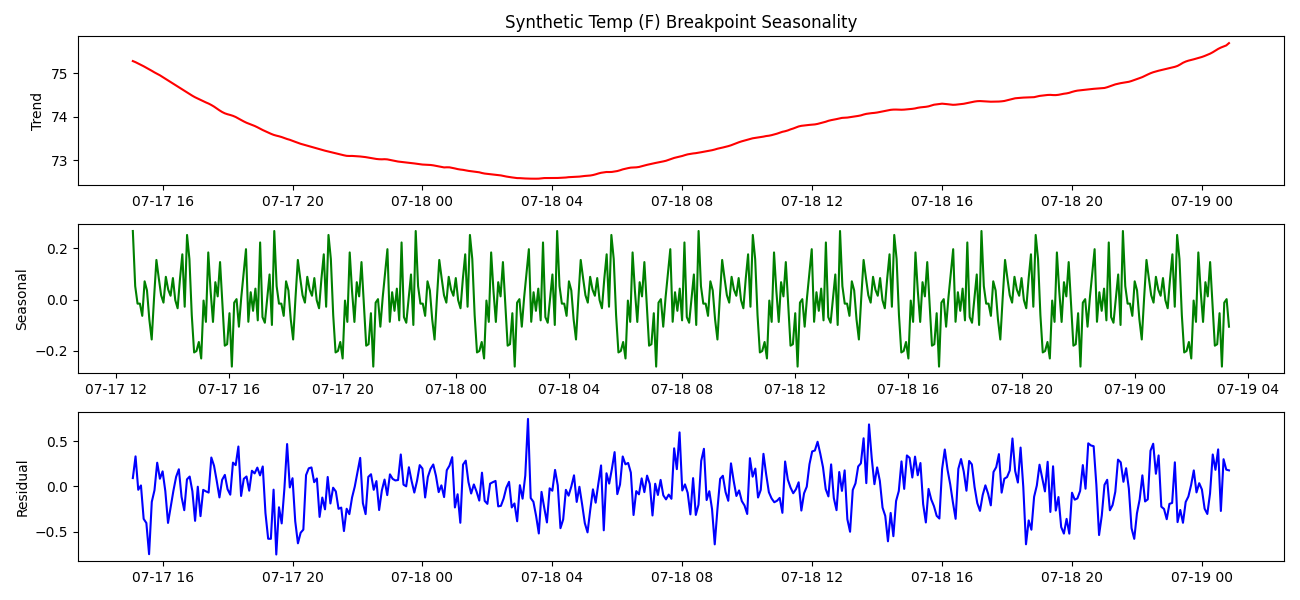 Synthetic Temp (F) Breakpoint Seasonality
Trend
75
74
73
07-17 16 07-17 20 07-18 00 07-18 04 07-18 08 07-18 12 07-18 16 07-18 20 07-19 00
Seasonal
0.2
0.0
−0.2
07-17 12 07-17 16 07-17 20 07-18 00 07-18 04 07-18 08 07-18 12 07-18 16 07-18 20 07-19 00 07-19 04
Residual
0.5
0.0
−0.5
07-17 16 07-17 20 07-18 00 07-18 04 07-18 08 07-18 12 07-18 16 07-18 20 07-19 00